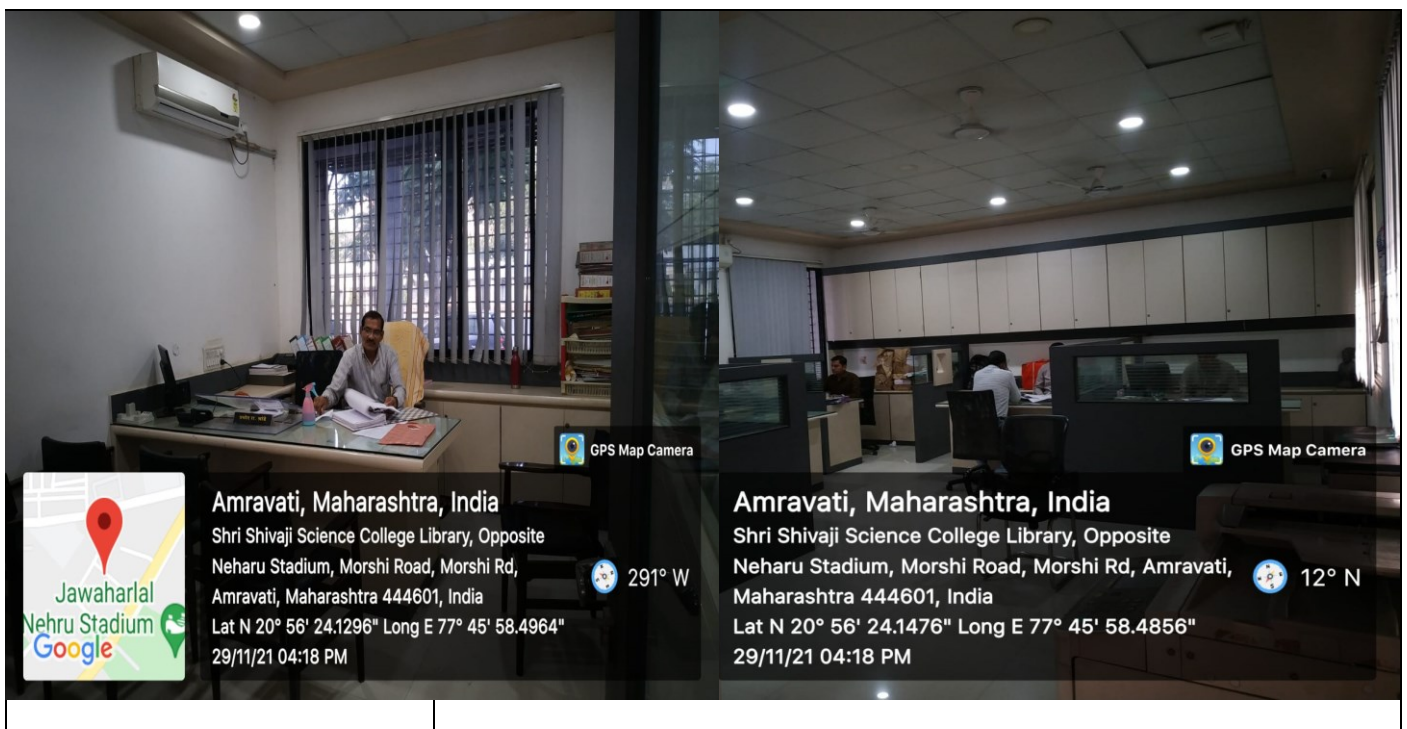 GPS Map Camera
Amravati, Maharashtra, India
Shri Shivaji Science College Library, Opposite
Neharu Stadium, Morshi Road, Morshi Rd,
Amravati, Maharashtra 444601, India
Lat N 20° 56' 24.1296" Long E 77° 45' 58.4964"
29/11/21 04:18 PM
291° W
Jawaharlal
Nehru Stadium
Google
GPS Map Camera
Amravati, Maharashtra, India
Shri Shivaji Science College Library, Opposite
Neharu Stadium, Morshi Road, Morshi Rd, Amravati,
Maharashtra 444601, India
Lat N 20° 56' 24.1476" Long E 77° 45' 58.4856"
29/11/21 04:18 PM
12° N